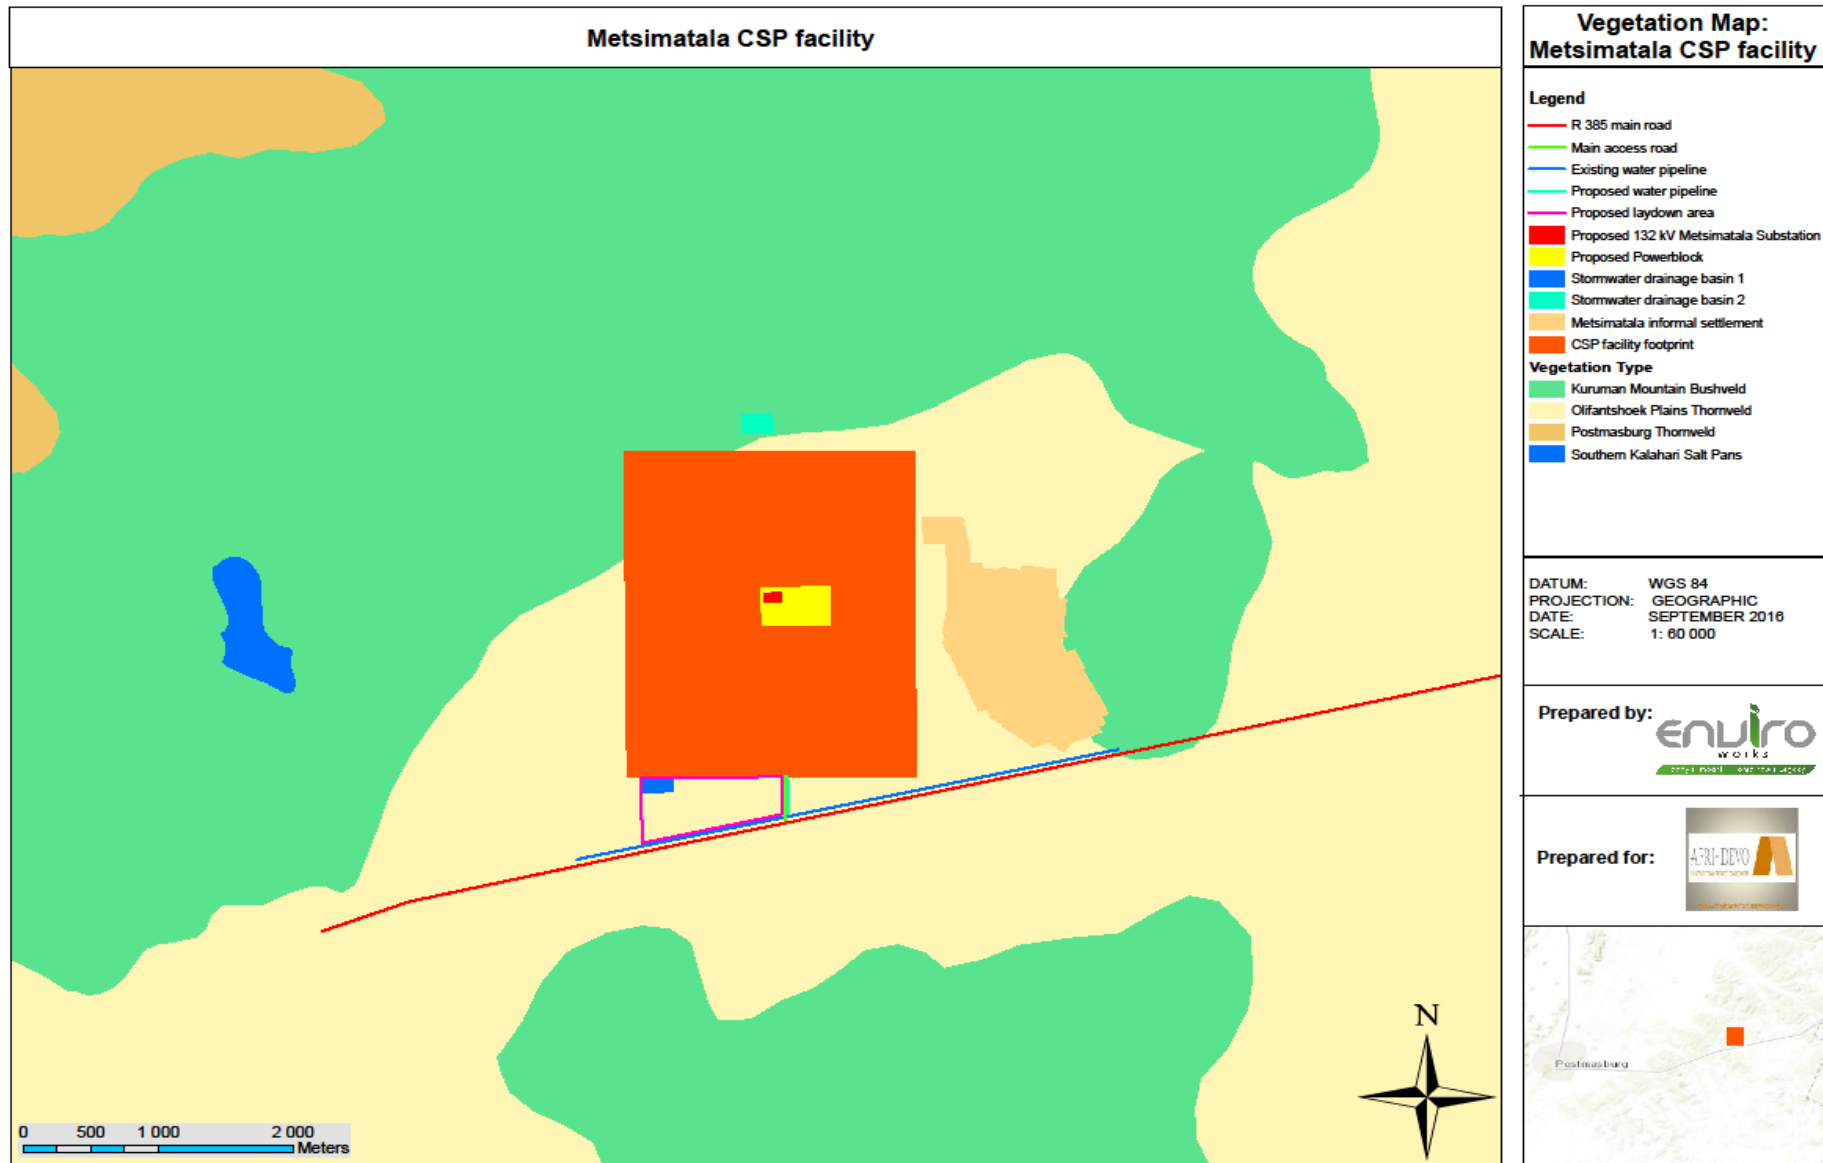 Metsimatala CSP facility
Vegetation Map:
Metsimatala CSP facility
Legend
R 385 main road
Main access road
Existing water pipeline
Proposed water pipeline
Proposed laydown area
Proposed 132 kV Metsimatala Substation
Proposed Powerblock
Stormwater drainage basin 1
Stormwater drainage basin 2
Metsimatala informal settlement
CSP facility footprint
Vegetation Type
Kuruman Mountain Bushveld
Olifantshoek Plains Thornveld
Postmasburg Thornveld
Southern Kalahari Salt Pans
DATUM: WGS 84
PROJECTION: GEOGRAPHIC
DATE: SEPTEMBER 2016
SCALE: 1: 60 000
Prepared by:
enviro
works
Prepared for:
AFRI-DEVO
Postmasburg
N
0 500 1 000 2 000
Meters